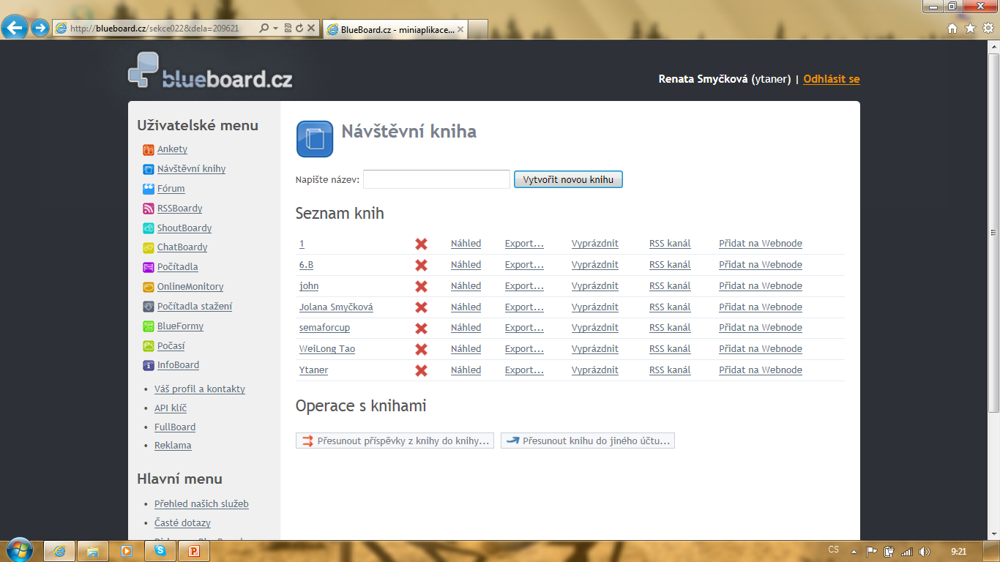 http://blueboard.cz/sekce022&dela=209621
BlueBoard.cz - miniaplikace...
blueboard.cz
Renata Smyčková (ytaner) | Odhlásit se
Uživatelské menu
Ankety
Návštěvní knihy
Fórum
RSSBoardy
ShoutBoardy
ChatBoardy
Počítadla
OnlineMonitory
Počítadla stažení
BlueFormy
Počasí
InfoBoard
• Váš profil a kontakty
• API klíč
• FullBoard
• Reklama
Hlavní menu
• Přehled našich služeb
• Časté dotazy
Návštěvní kniha
Napište název: Vytvořit novou knihu
Seznam knih
1 Náhled Export... Vyprázdnit RSS kanál Přidat na Webnode
6.B Náhled Export... Vyprázdnit RSS kanál Přidat na Webnode
john Náhled Export... Vyprázdnit RSS kanál Přidat na Webnode
Jolana Smyčková Náhled Export... Vyprázdnit RSS kanál Přidat na Webnode
semaforcup Náhled Export... Vyprázdnit RSS kanál Přidat na Webnode
WeiLong Tao Náhled Export... Vyprázdnit RSS kanál Přidat na Webnode
Ytaner Náhled Export... Vyprázdnit RSS kanál Přidat na Webnode
Operace s knihami
Přesunout příspěvky z knihy do knihy... Přesunout knihu do jiného účtu...
CS 9:21